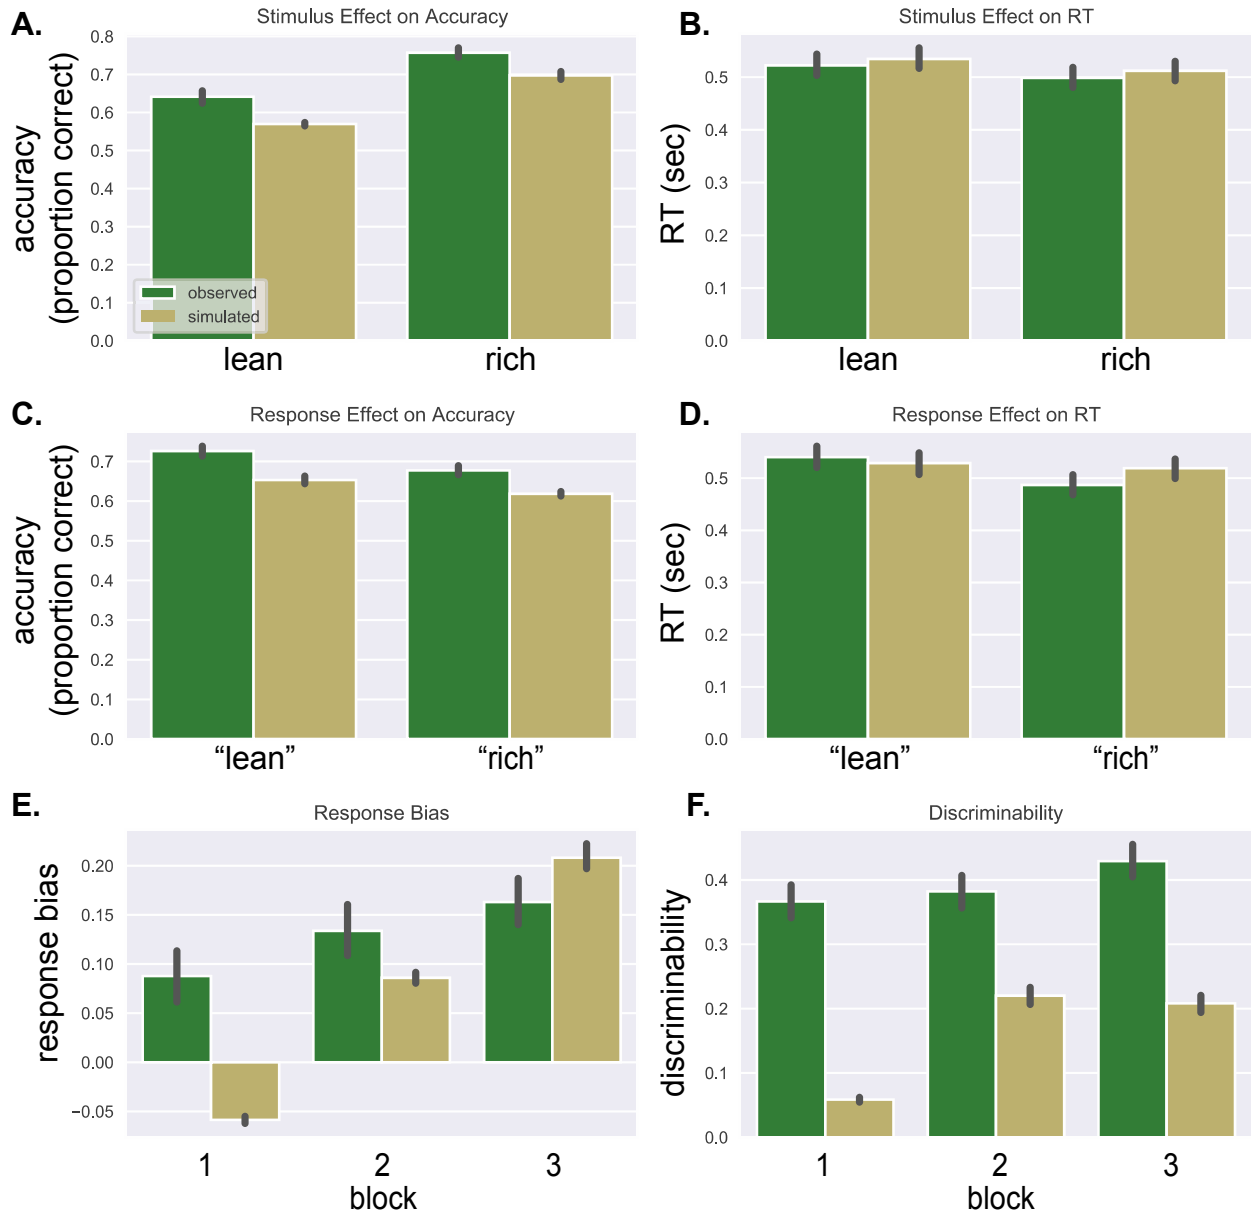 A.
Stimulus Effect on Accuracy
0.8
0.7
0.6
0.5
0.4
0.3
0.2
0.1
0.0
accuracy
(proportion correct)
observed
simulated
lean rich
B.
Stimulus Effect on RT
0.5
0.4
0.3
0.2
0.1
0.0
RT (sec)
lean rich
C.
Response Effect on Accuracy
0.7
0.6
0.5
0.4
0.3
0.2
0.1
0.0
accuracy
(proportion correct)
“lean” “rich”
D.
Response Effect on RT
0.5
0.4
0.3
0.2
0.1
0.0
RT (sec)
“lean” “rich”
E.
Response Bias
0.20
0.15
0.10
0.05
0.00
−0.05
response bias
1 2 3
block
F.
Discriminability
0.4
0.3
0.2
0.1
0.0
discriminability
1 2 3
block